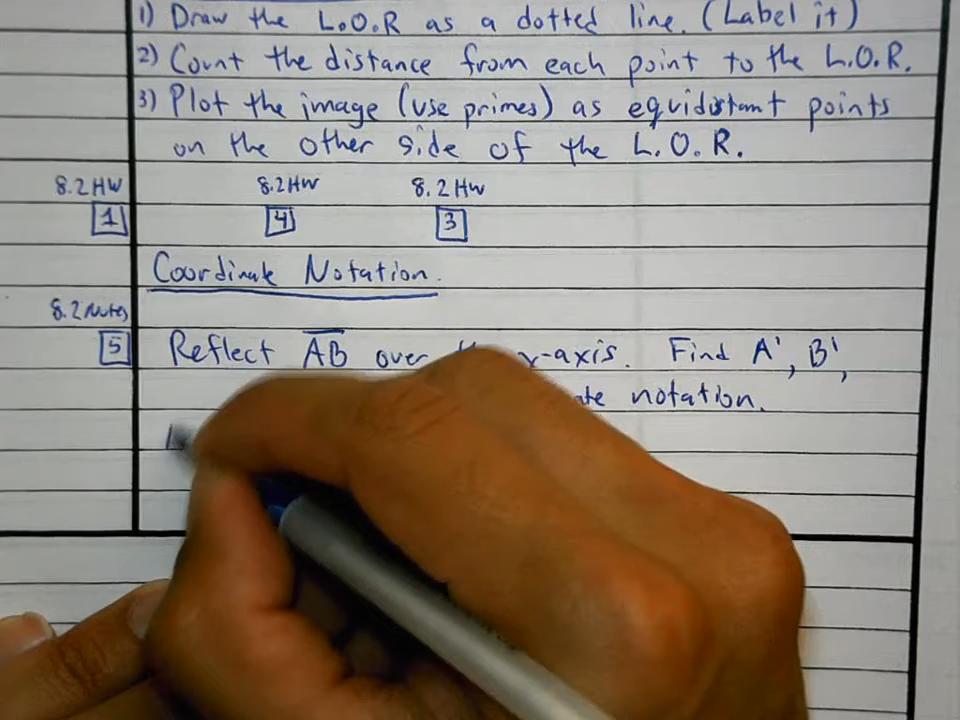 1) Draw the L.O.R as a dotted line. (Label it)
2) Count the distance from each point to the L.O.R.
3) Plot the image (use primes) as equidistant points
on the other side of the L.O.R.
8.2 HW 8.2 HW 8.2 HW
1 4 3
Coordinate Notation.
8.2 Notes
5 Reflect AB over x-axis. Find A', B',
notation.